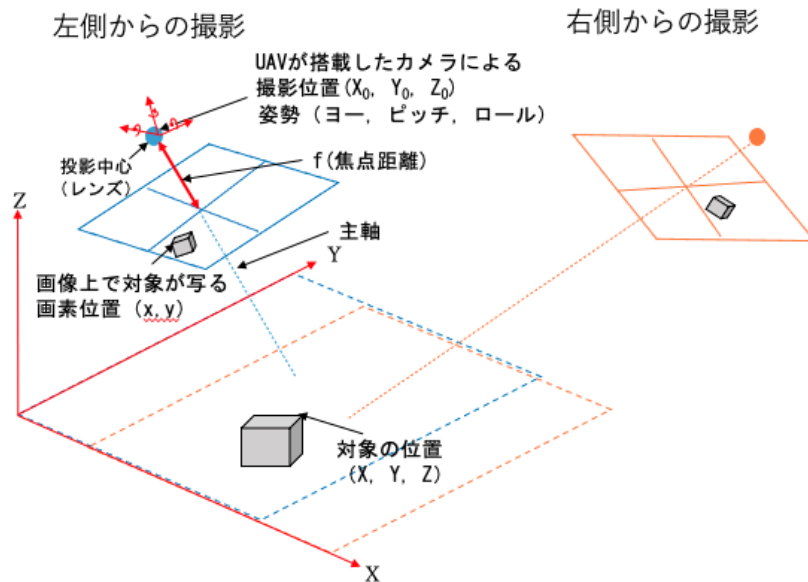 左側からの撮影
右側からの撮影
UAVが搭載したカメラによる
撮影位置(X₀, Y₀, Z₀)
姿勢（ヨー, ピッチ, ロール）
投影中心
（レンズ）
f(焦点距離)
Z
主軸
Y
画像上で対象が写る
画素位置（x,y）
対象の位置
（X, Y, Z）
X